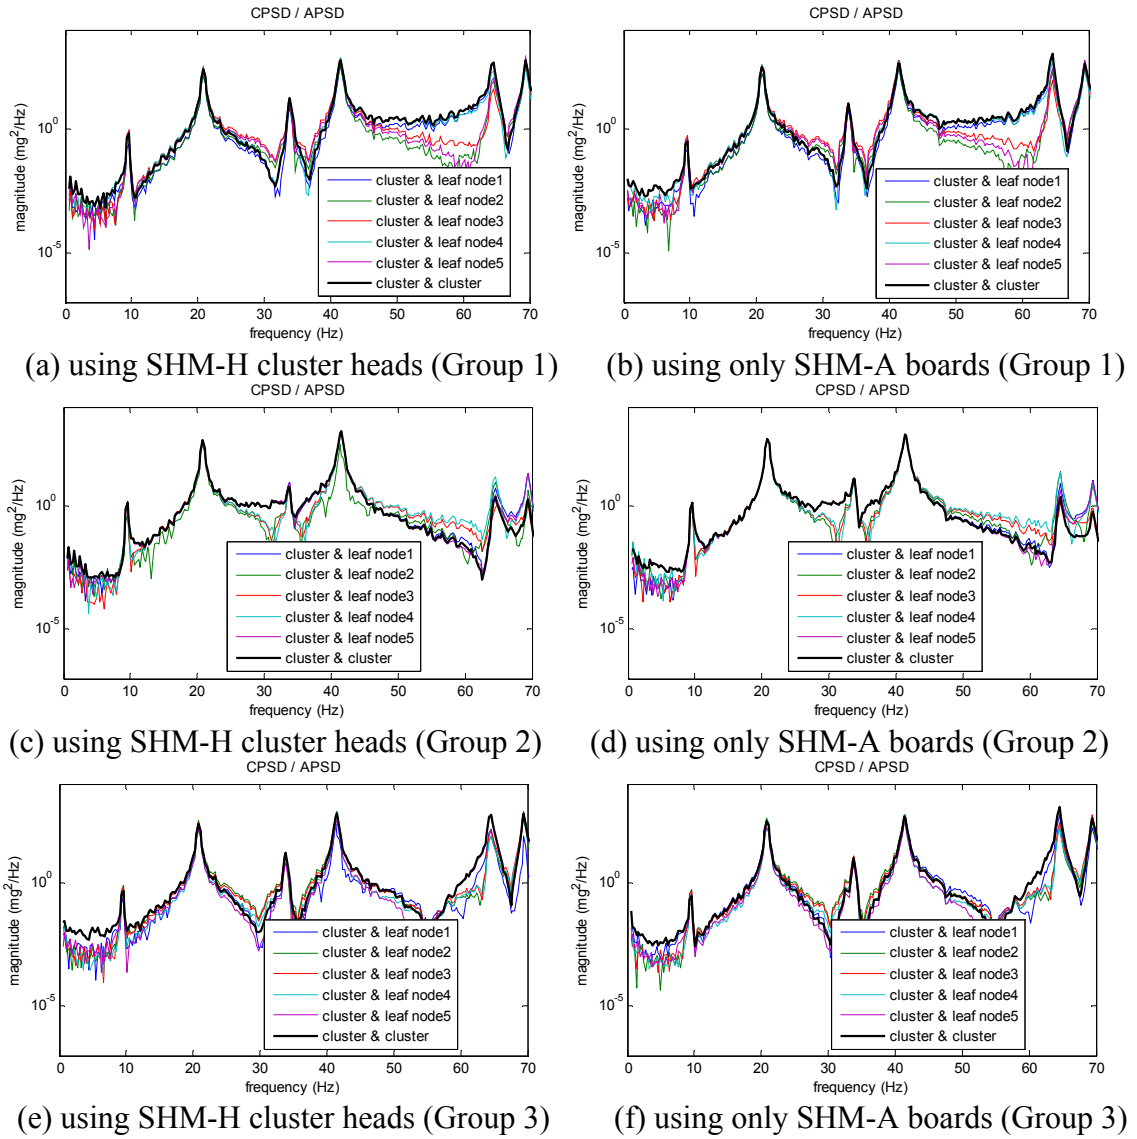 CPSD / APSD
magnitude (mg²/Hz)
10⁰
10⁻⁵
cluster & leaf node1
cluster & leaf node2
cluster & leaf node3
cluster & leaf node4
cluster & leaf node5
cluster & cluster
0 10 20 30 40 50 60 70
frequency (Hz)
(a) using SHM-H cluster heads (Group 1)
CPSD / APSD
magnitude (mg²/Hz)
10⁰
10⁻⁵
cluster & leaf node1
cluster & leaf node2
cluster & leaf node3
cluster & leaf node4
cluster & leaf node5
cluster & cluster
0 10 20 30 40 50 60 70
frequency (Hz)
(b) using only SHM-A boards (Group 1)
CPSD / APSD
magnitude (mg²/Hz)
10⁰
10⁻⁵
cluster & leaf node1
cluster & leaf node2
cluster & leaf node3
cluster & leaf node4
cluster & leaf node5
cluster & cluster
0 10 20 30 40 50 60 70
frequency (Hz)
(c) using SHM-H cluster heads (Group 2)
CPSD / APSD
magnitude (mg²/Hz)
10⁰
10⁻⁵
cluster & leaf node1
cluster & leaf node2
cluster & leaf node3
cluster & leaf node4
cluster & leaf node5
cluster & cluster
0 10 20 30 40 50 60 70
frequency (Hz)
(d) using only SHM-A boards (Group 2)
CPSD / APSD
magnitude (mg²/Hz)
10⁰
10⁻⁵
cluster & leaf node1
cluster & leaf node2
cluster & leaf node3
cluster & leaf node4
cluster & leaf node5
cluster & cluster
0 10 20 30 40 50 60 70
frequency (Hz)
(e) using SHM-H cluster heads (Group 3)
CPSD / APSD
magnitude (mg²/Hz)
10⁰
10⁻⁵
cluster & leaf node1
cluster & leaf node2
cluster & leaf node3
cluster & leaf node4
cluster & leaf node5
cluster & cluster
0 10 20 30 40 50 60 70
frequency (Hz)
(f) using only SHM-A boards (Group 3)